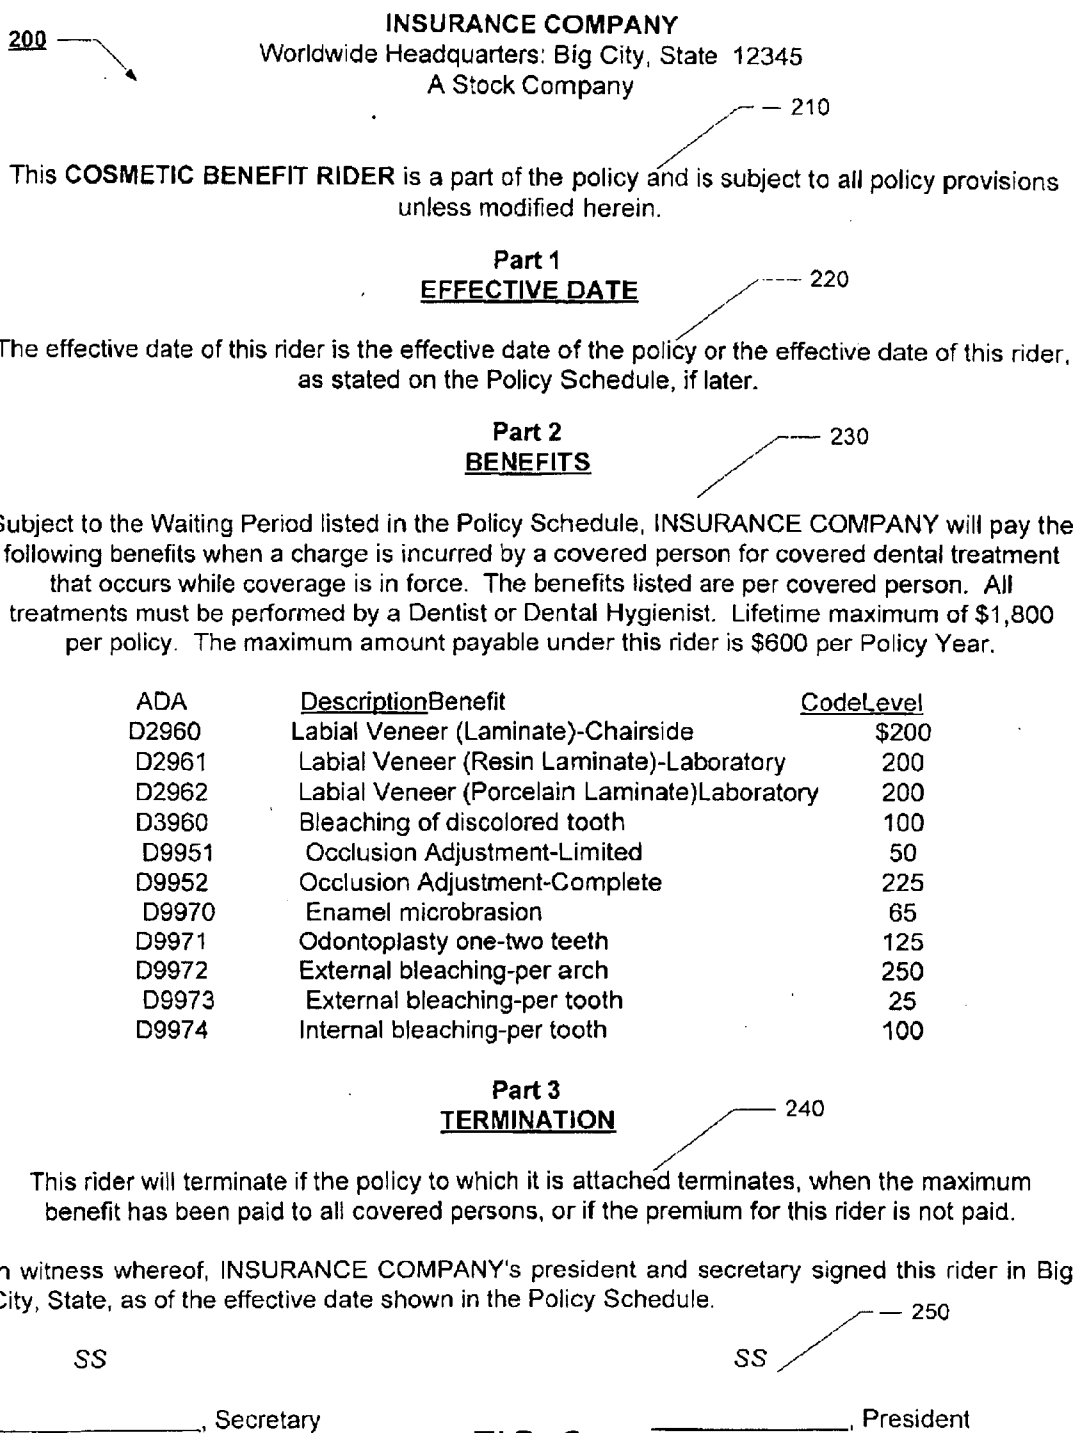 INSURANCE COMPANY
200
Worldwide Headquarters: Big City, State 12345
A Stock Company
210
This COSMETIC BENEFIT RIDER is a part of the policy and is subject to all policy provisions
unless modified herein.
Part 1
220
EFFECTIVE DATE
The effective date of this rider is the effective date of the policy or the effective date of this rider,
as stated on the Policy Schedule, if later.
Part 2
230
BENEFITS
Subject to the Waiting Period listed in the Policy Schedule, INSURANCE COMPANY will pay the
following benefits when a charge is incurred by a covered person for covered dental treatment
that occurs while coverage is in force. The benefits listed are per covered person. All
treatments must be performed by a Dentist or Dental Hygienist. Lifetime maximum of $1,800
per policy. The maximum amount payable under this rider is $600 per Policy Year.
ADA DescriptionBenefit CodeLevel
D2960 Labial Veneer (Laminate)-Chairside $200
D2961 Labial Veneer (Resin Laminate)-Laboratory 200
D2962 Labial Veneer (Porcelain Laminate)Laboratory 200
D3960 Bleaching of discolored tooth 100
D9951 Occlusion Adjustment-Limited 50
D9952 Occlusion Adjustment-Complete 225
D9970 Enamel microbrasion 65
D9971 Odontoplasty one-two teeth 125
D9972 External bleaching-per arch 250
D9973 External bleaching-per tooth 25
D9974 Internal bleaching-per tooth 100
Part 3
240
TERMINATION
This rider will terminate if the policy to which it is attached terminates, when the maximum
benefit has been paid to all covered persons, or if the premium for this rider is not paid.
n witness whereof, INSURANCE COMPANY's president and secretary signed this rider in Big
City, State, as of the effective date shown in the Policy Schedule.
250
SS SS
, Secretary , President